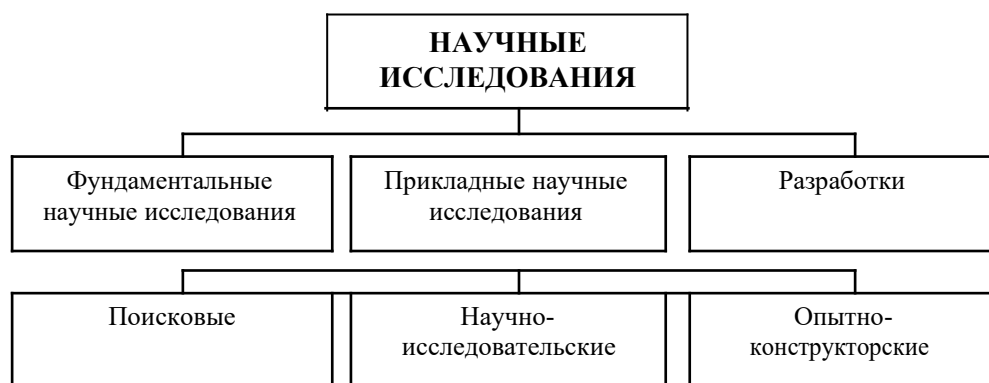 НАУЧНЫЕ
ИССЛЕДОВАНИЯ
Фундаментальные
научные исследования
Прикладные научные
исследования
Разработки
Поисковые
Научно-
исследовательские
Опытно-
конструкторские